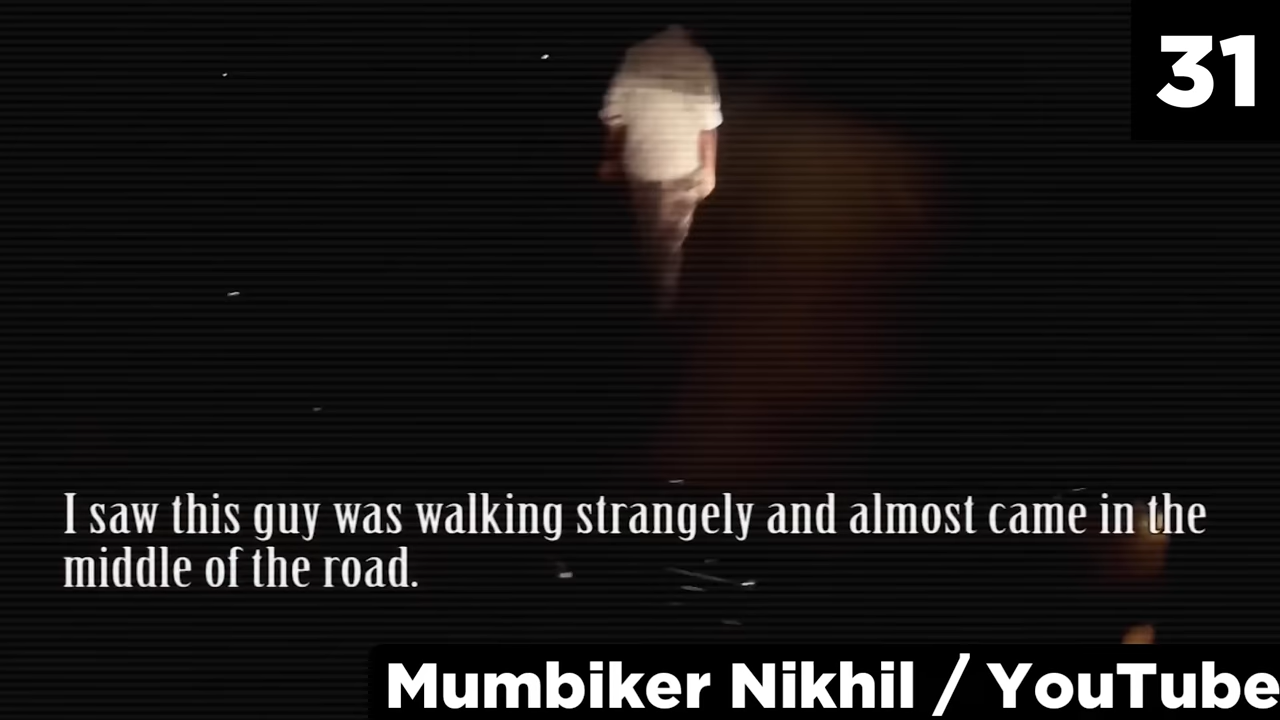 31
I saw this guy was walking strangely and almost came in the
middle of the road.
Mumbiker Nikhil / YouTube